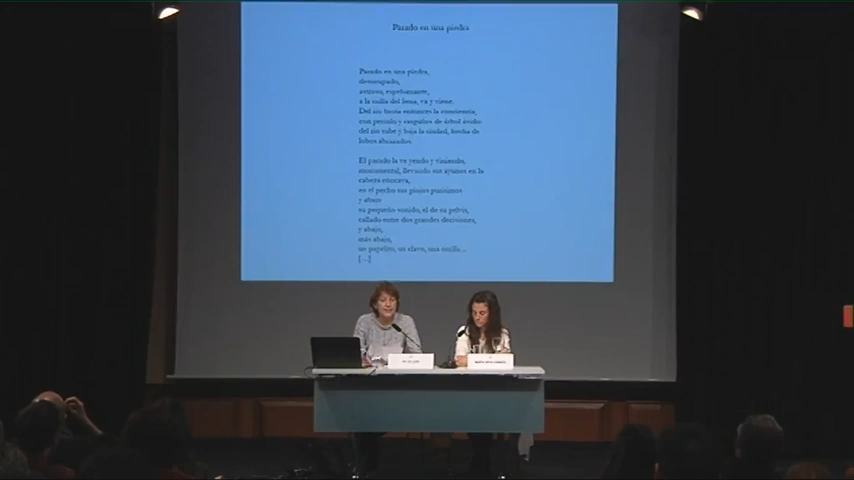 Parado en una piedra
Parado en una piedra,
desocupado,
astroso, espeluznante,
a la orilla del Sena, va y viene.
Del río brota entonces la conciencia,
con peciolo y rasguños de árbol ávido:
del río sube y baja la ciudad, hecha de
lobos abrazados.
El parado la ve yendo y viniendo,
monumental, llevando sus ayunos en la
cabeza cóncava,
en el pecho sus piojos purísimos
y abajo
su pequeño sonido, el de su pelvis,
callado entre dos grandes decisiones,
y abajo,
más abajo,
un papelito, un clavo, una cerilla...
[...]